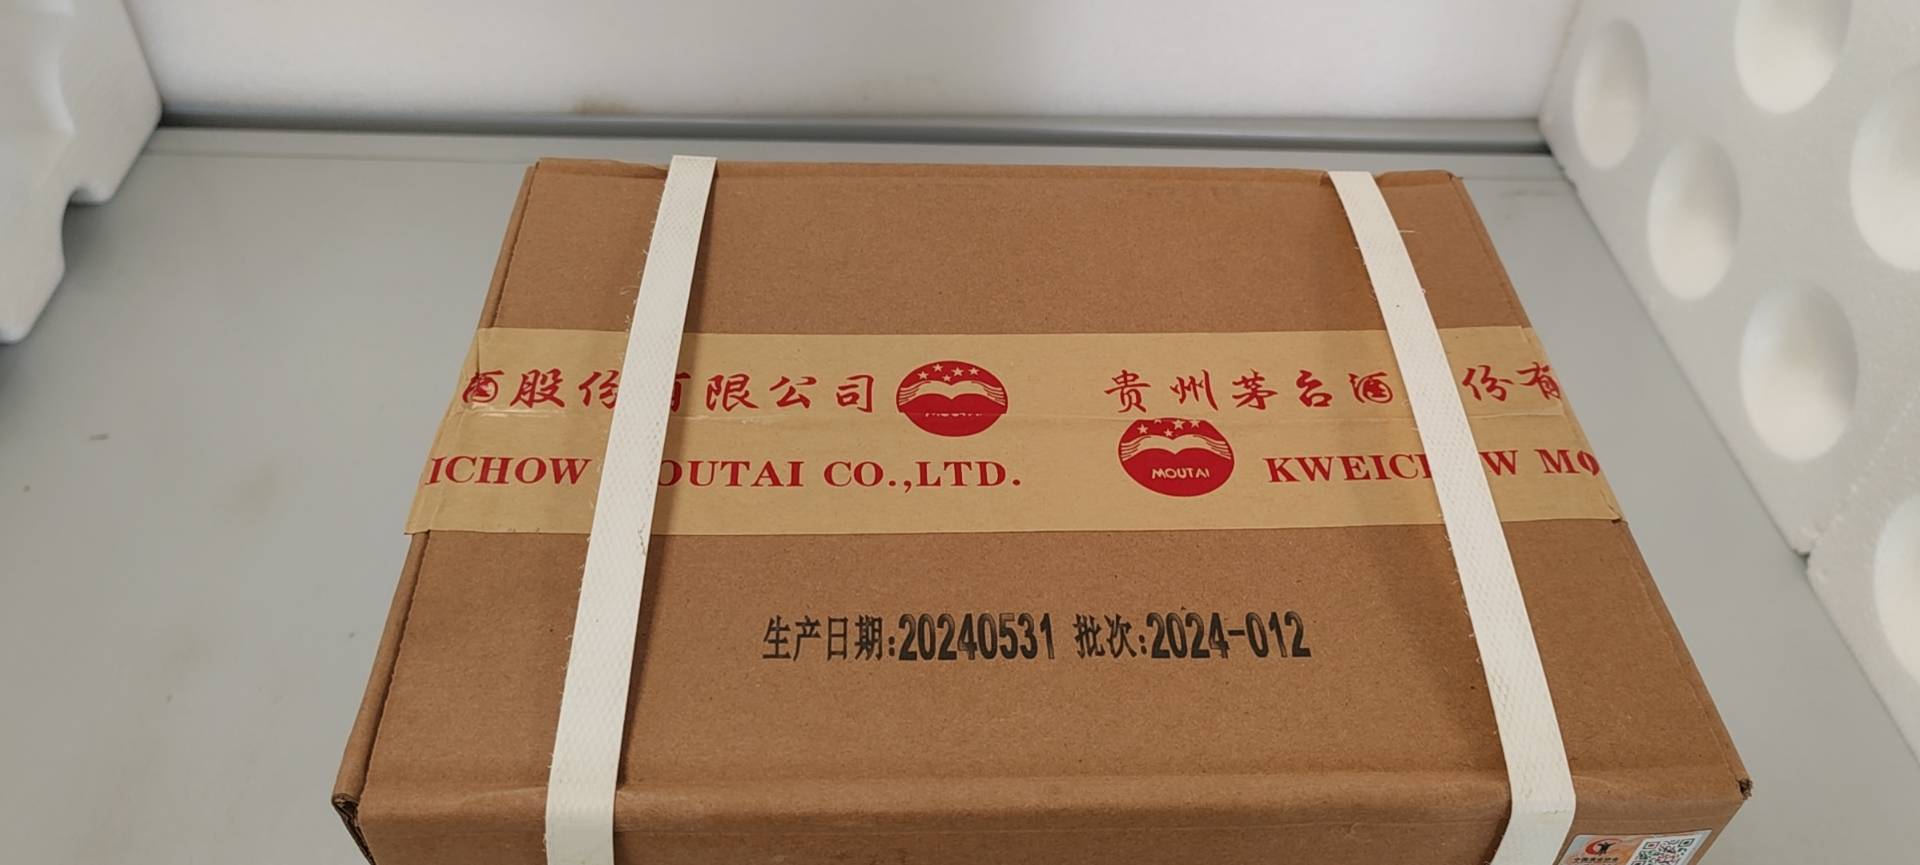 酒股份有限公司
贵州茅台酒 份有
ICHOW OUTAI CO.,LTD.
MOUTAI
KWEIC W MO
生产日期:20240531 批次:2024-012